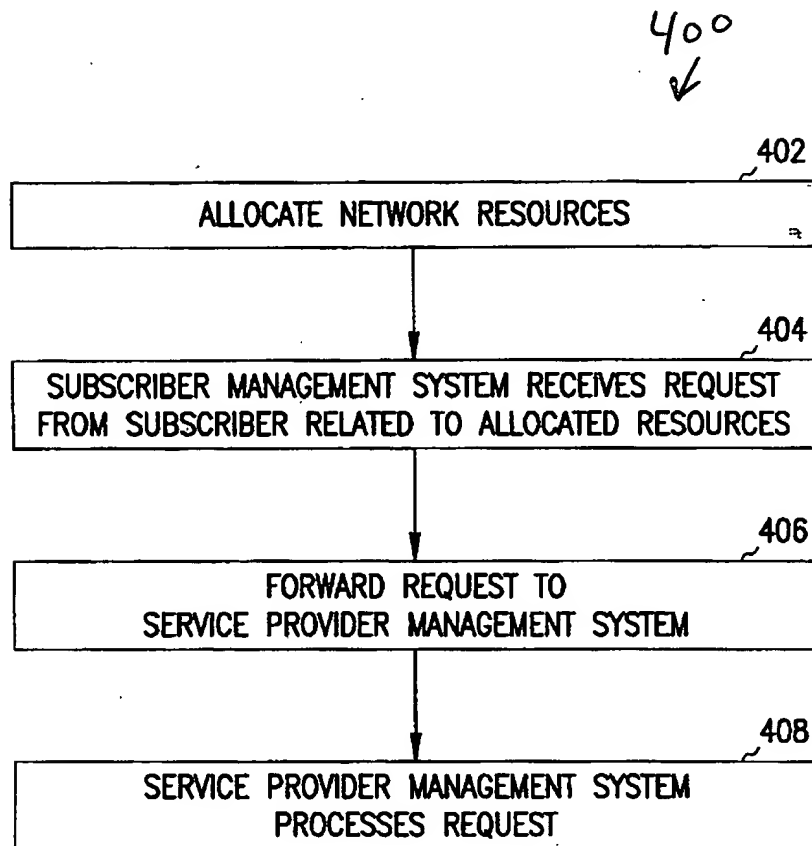 400
402
ALLOCATE NETWORK RESOURCES
404
SUBSCRIBER MANAGEMENT SYSTEM RECEIVES REQUEST
FROM SUBSCRIBER RELATED TO ALLOCATED RESOURCES
406
FORWARD REQUEST TO
SERVICE PROVIDER MANAGEMENT SYSTEM
408
SERVICE PROVIDER MANAGEMENT SYSTEM
PROCESSES REQUEST